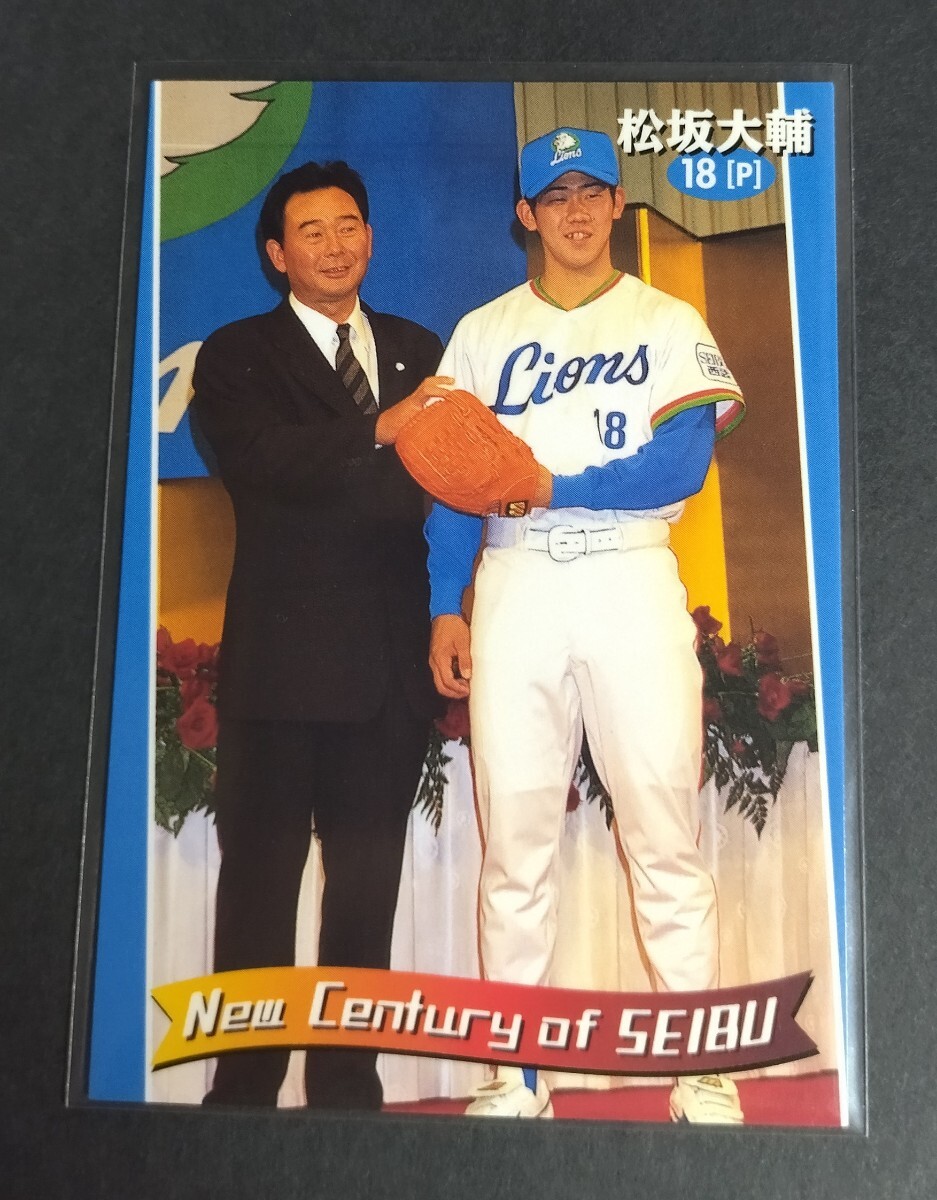 松坂大輔
18 [P]
Lions
Lions
SEIBU
西武
18
New Century of SEIBU